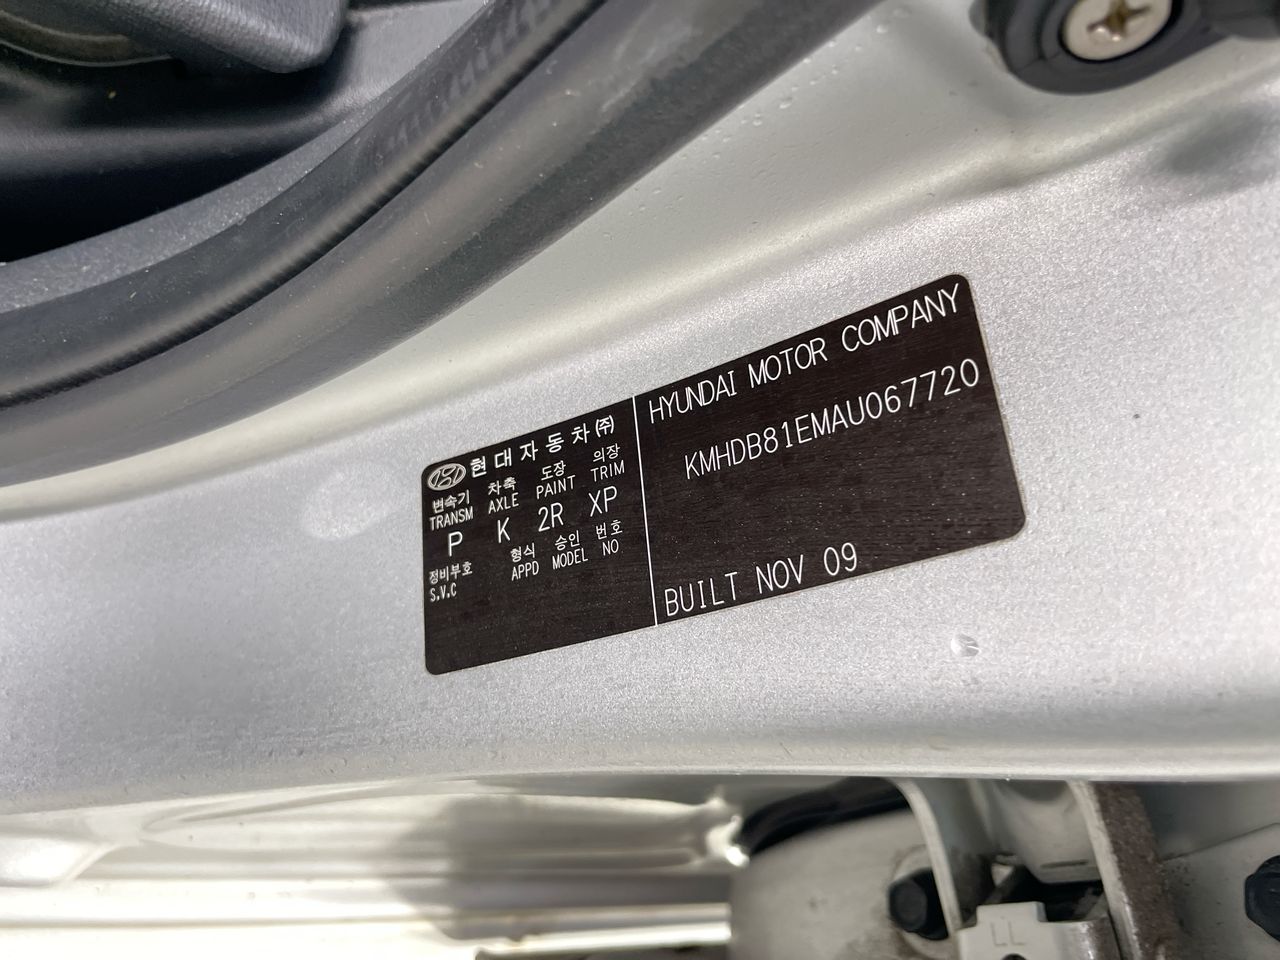 현대자동차(주)
변속기 차축 도장 의장
TRANSM AXLE PAINT TRIM
P K 2R XP
정비부호 형식 승인 번호
S.V.C APPD MODEL NO
HYUNDAI MOTOR COMPANY
KMHDB81EMAU067720
BUILT NOV 09
LL